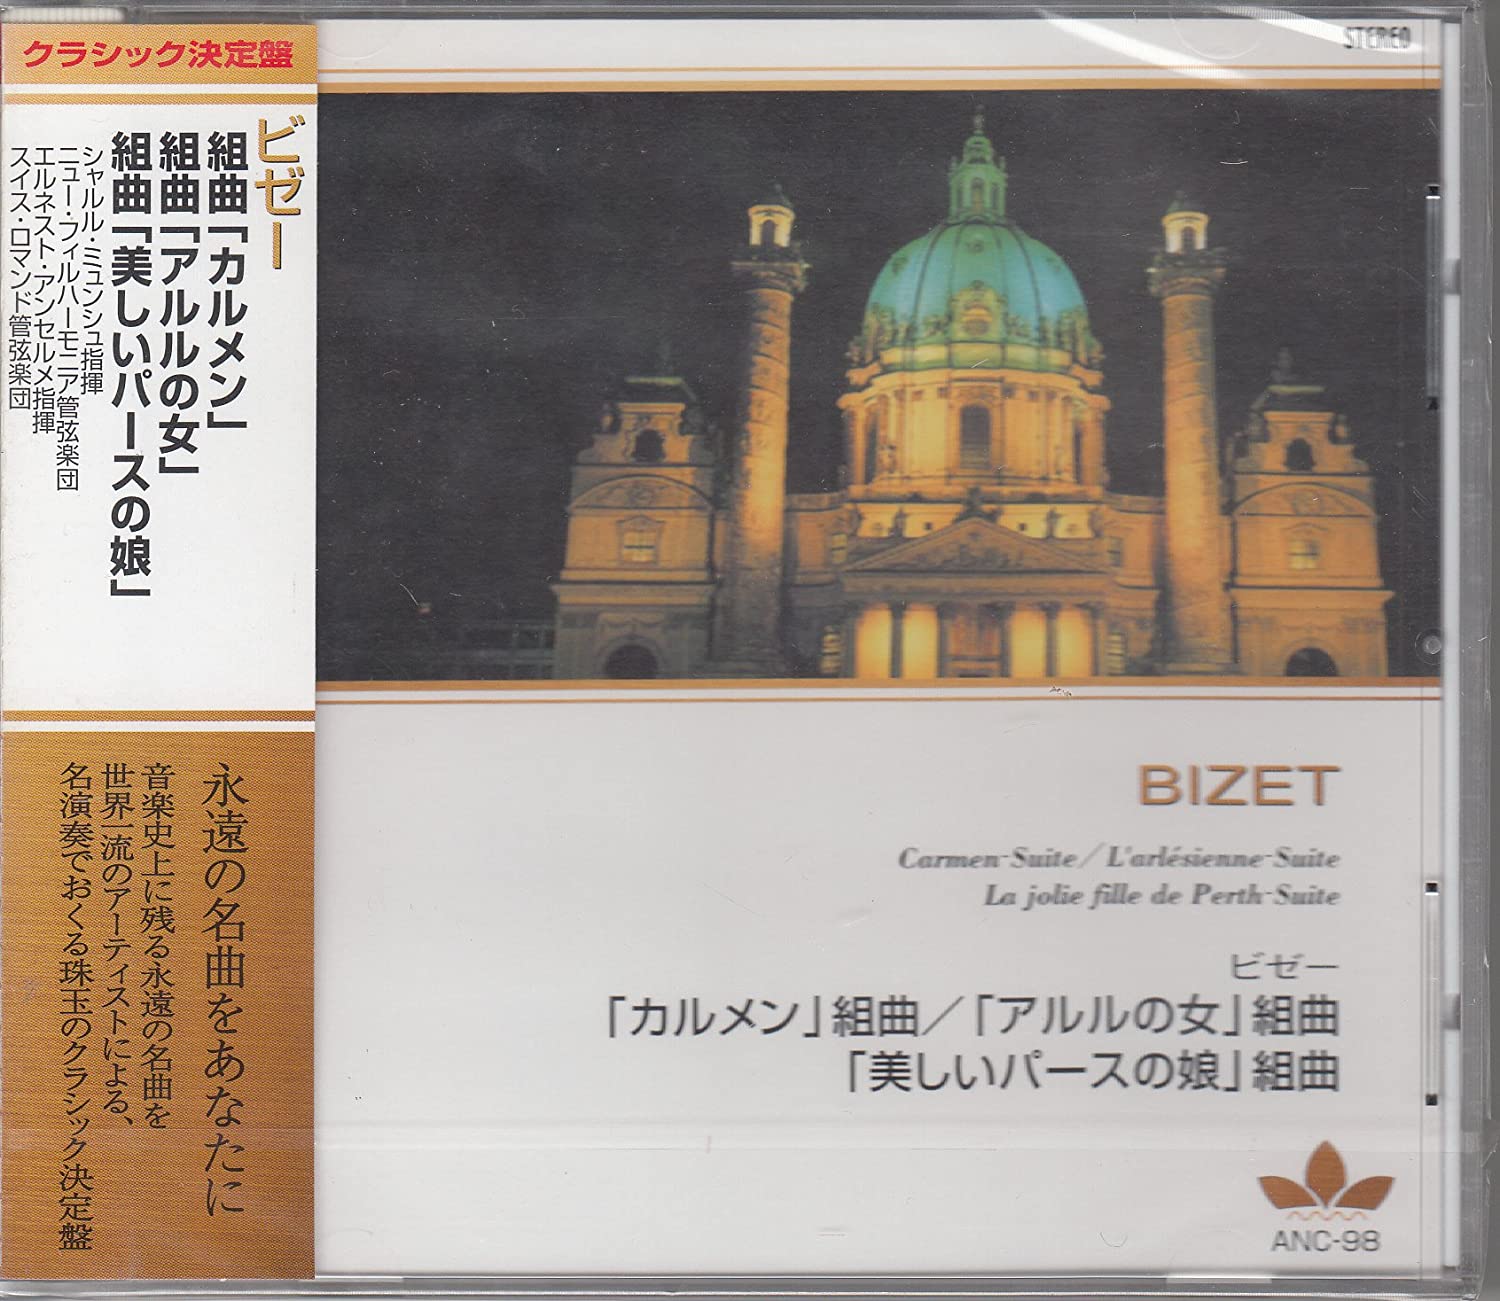 クラシック決定盤
ビゼー
組曲「カルメン」
組曲「アルルの女」
組曲「美しいパースの娘」
シャルル・ミュンシュ指揮
ニュー・フィルハーモニア管弦楽団
エルネスト・アンセルメ指揮
スイス・ロマンド管弦楽団
永遠の名曲をあなたに
音楽史上に残る永遠の名曲を
世界一流のアーティストによる、
名演奏でおくる珠玉のクラシック決定盤
STEREO
BIZET
Carmen-Suite／L'arlésienne-Suite
La jolie fille de Perth-Suite
ビゼー
「カルメン」組曲／「アルルの女」組曲
「美しいパースの娘」組曲
ANC-98